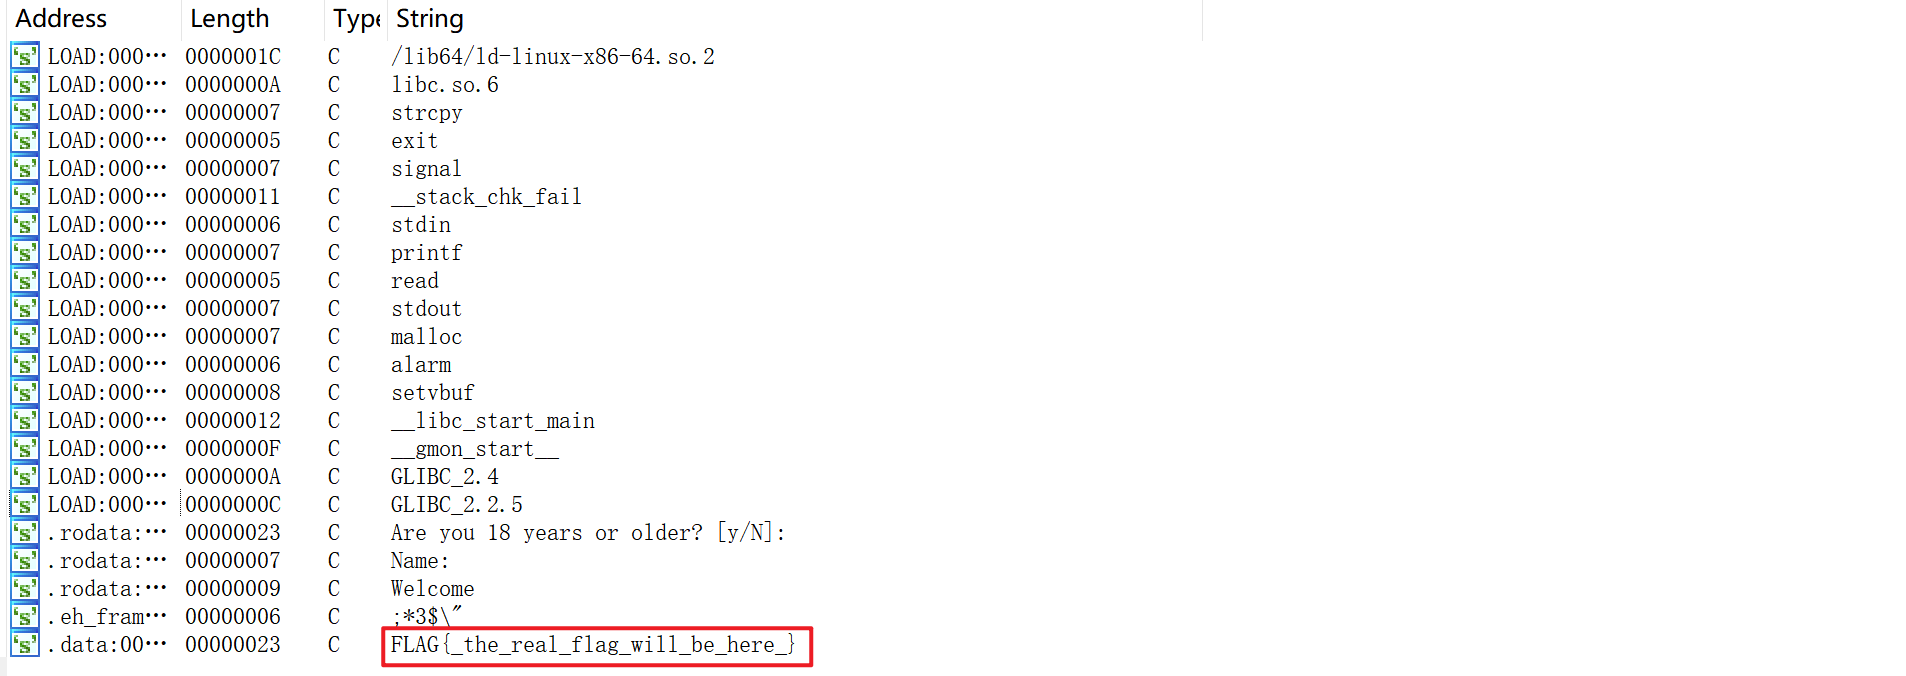 Address Length Type String
LOAD:000··· 0000001C C /lib64/ld-linux-x86-64.so.2
LOAD:000··· 0000000A C libc.so.6
LOAD:000··· 00000007 C strcpy
LOAD:000··· 00000005 C exit
LOAD:000··· 00000007 C signal
LOAD:000··· 00000011 C __stack_chk_fail
LOAD:000··· 00000006 C stdin
LOAD:000··· 00000007 C printf
LOAD:000··· 00000005 C read
LOAD:000··· 00000007 C stdout
LOAD:000··· 00000007 C malloc
LOAD:000··· 00000006 C alarm
LOAD:000··· 00000008 C setvbuf
LOAD:000··· 00000012 C __libc_start_main
LOAD:000··· 0000000F C __gmon_start__
LOAD:000··· 0000000A C GLIBC_2.4
LOAD:000··· 0000000C C GLIBC_2.2.5
.rodata:··· 00000023 C Are you 18 years or older? [y/N]:
.rodata:··· 00000007 C Name:
.rodata:··· 00000009 C Welcome
.eh_fram··· 00000006 C ;*3$\"
.data:00··· 00000023 C FLAG{_the_real_flag_will_be_here_}